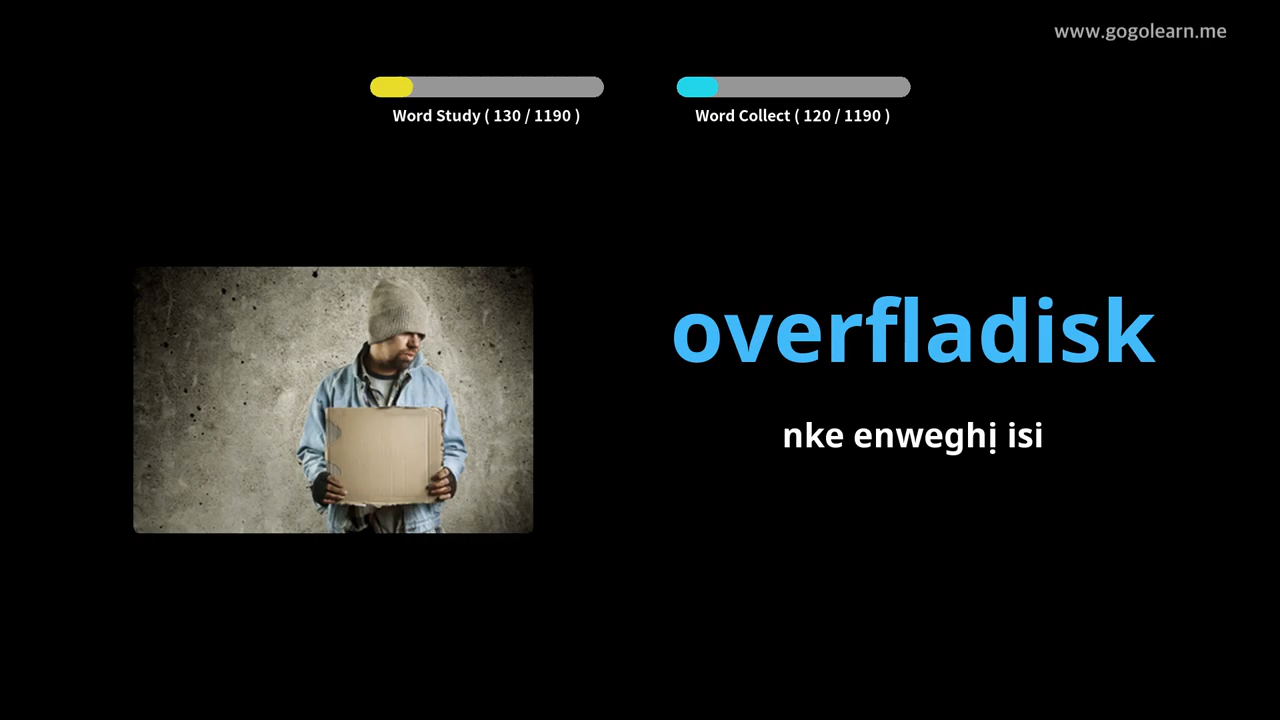 www.gogolearn.me
Word Study ( 130 / 1190 )
Word Collect ( 120 / 1190 )
overfladisk
nke enweghị isi